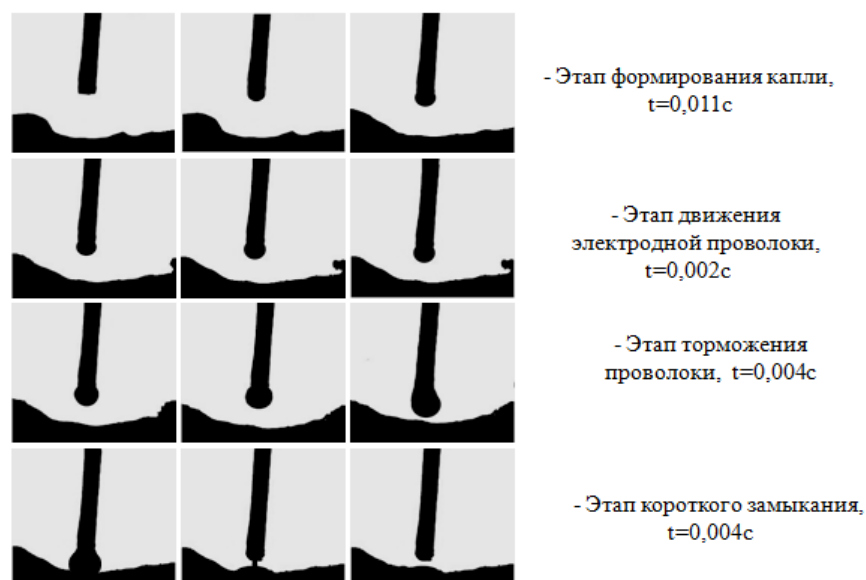 - Этап формирования капли,
t=0,011с
- Этап движения
электродной проволоки,
t=0,002с
- Этап торможения
проволоки, t=0,004с
- Этап короткого замыкания,
t=0,004с